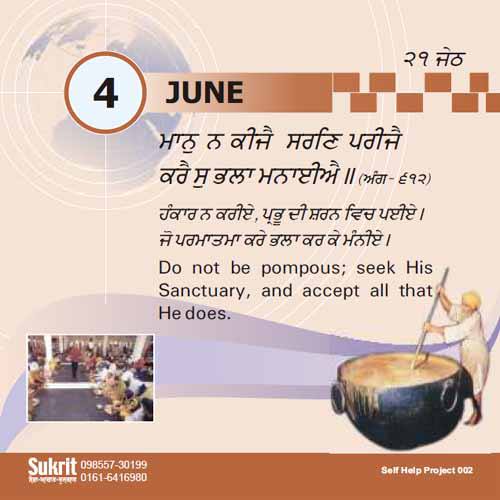 ੨੧ ਜੇਠ
4 JUNE
ਮਾਨੁ ਨ ਕੀਜੈ ਸਰਣਿ ਪਰੀਜੈ
ਕਰੈ ਸੁ ਭਲਾ ਮਨਾਈਐ॥ (ਅੰਗ - ੬੧੨)
ਹੰਕਾਰ ਨ ਕਰੀਏ, ਪ੍ਰਭੂ ਦੀ ਸ਼ਰਨ ਵਿਚ ਪਈਏ।
ਜੋ ਪਰਮਾਤਮਾ ਕਰੇ ਭਲਾ ਕਰ ਕੇ ਮੰਨੀਏ।
Do not be pompous; seek His
Sanctuary, and accept all that
He does.
Sukrit
098557-30199
0161-6416980
Self Help Project 002